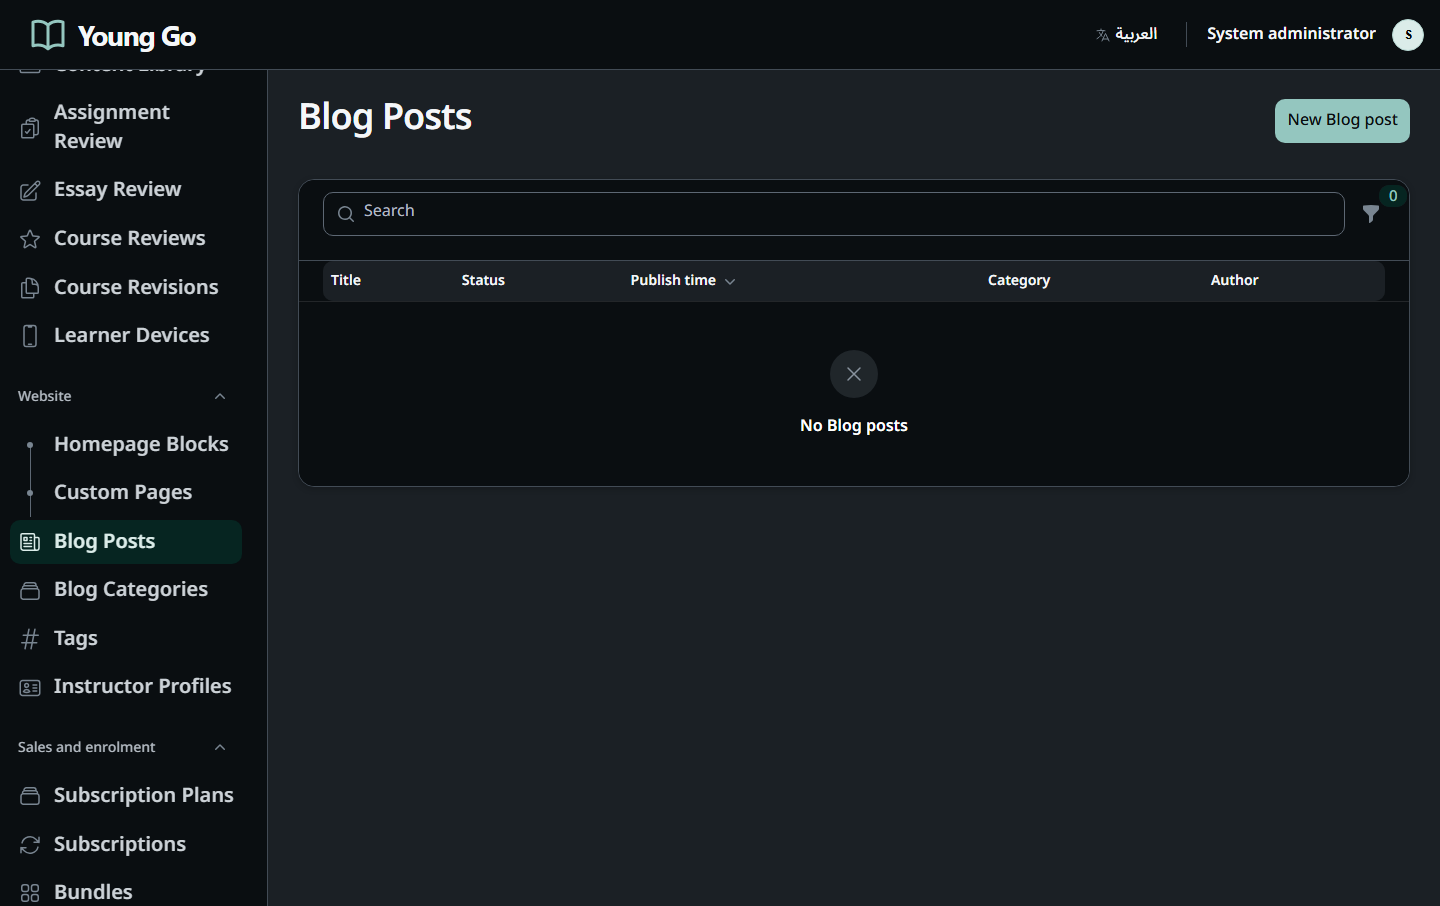 Young Go
العربية
System administrator
S
Content Library
Assignment
Review
Essay Review
Course Reviews
Course Revisions
Learner Devices
Website
Homepage Blocks
Custom Pages
Blog Posts
Blog Categories
Tags
Instructor Profiles
Sales and enrolment
Subscription Plans
Subscriptions
Bundles
Blog Posts
New Blog post
Search
0
Title Status Publish time Category Author
No Blog posts